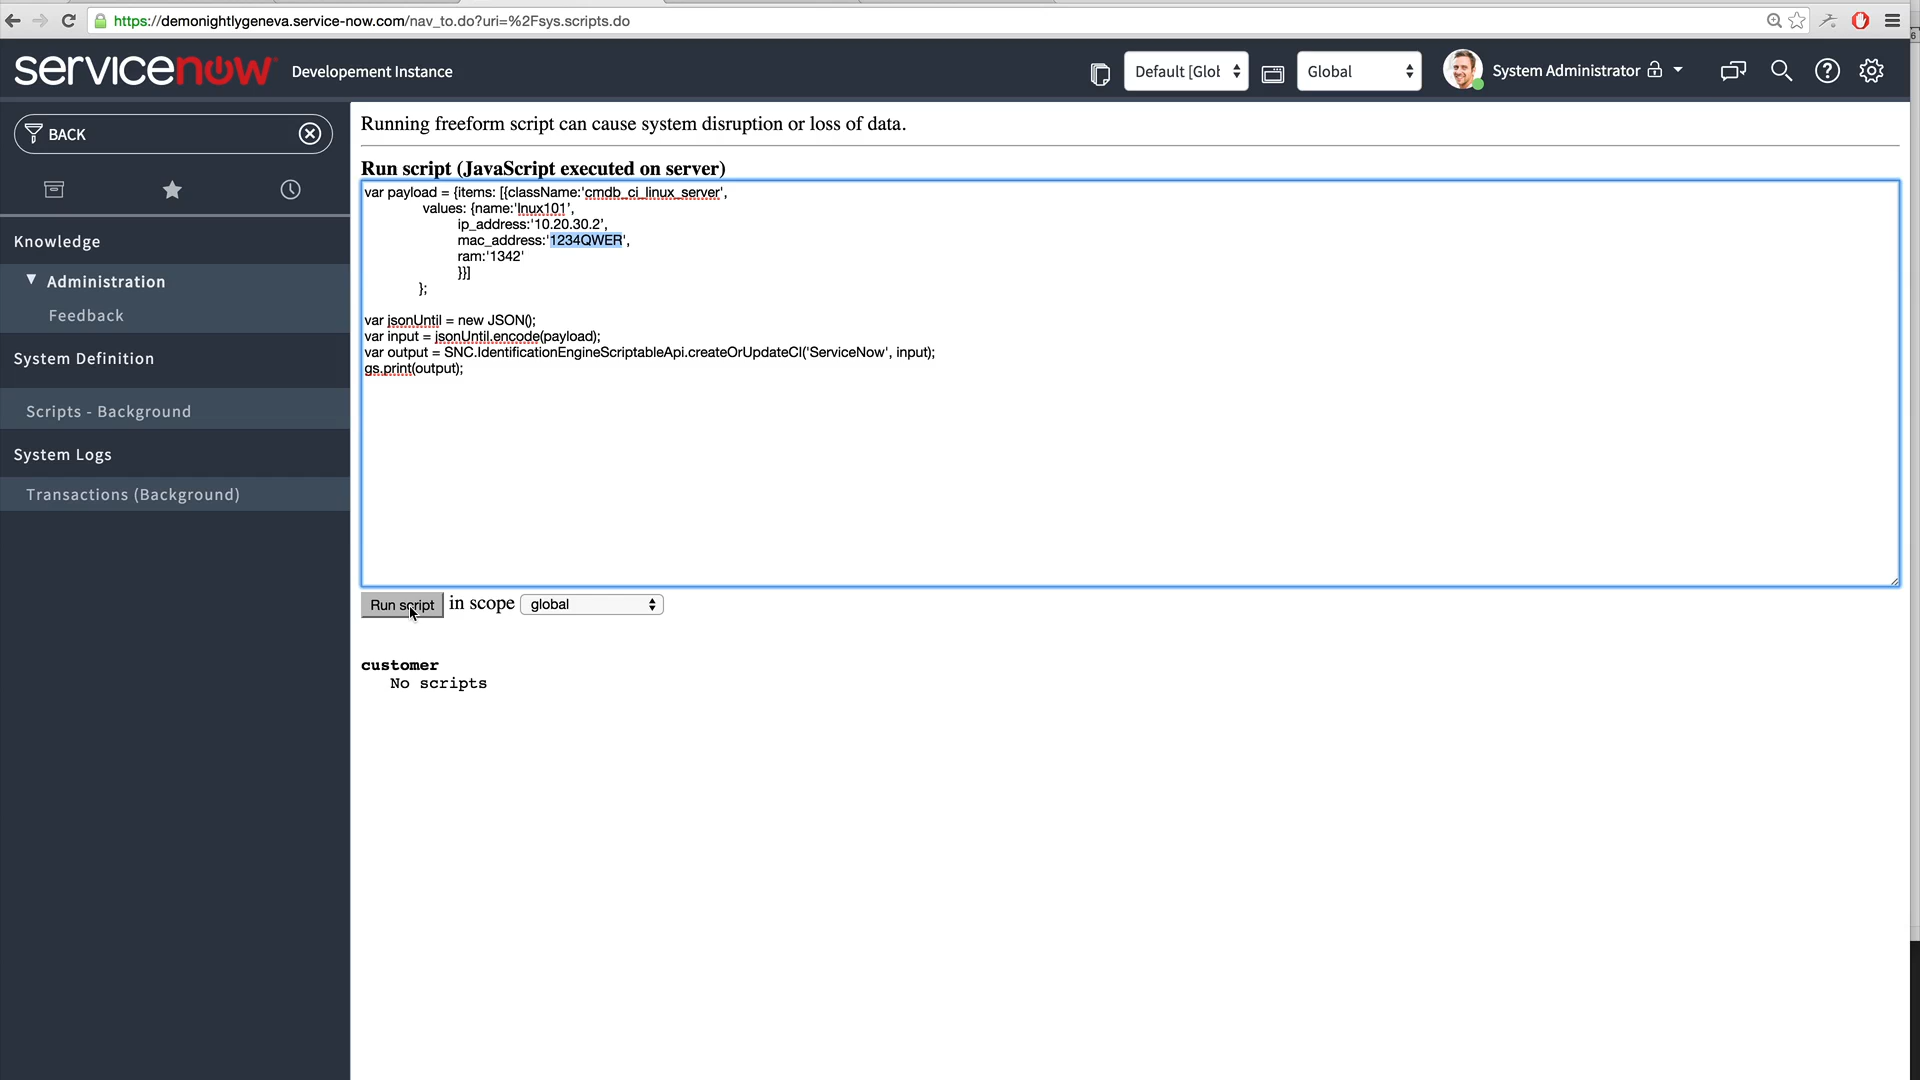 https://demonightlygeneva.service-now.com/nav_to.do?uri=%2Fsys.scripts.do
servicenow Developement Instance
Default [Glot
Global
System Administrator
BACK
Knowledge
Administration
Feedback
System Definition
Scripts - Background
System Logs
Transactions (Background)
Running freeform script can cause system disruption or loss of data.
Run script (JavaScript executed on server)
var payload = {items: [{className:'cmdb_ci_linux_server',
values: {name:'lnux101',
ip_address:'10.20.30.2',
mac_address:'1234QWER',
ram:'1342'
}}]
};
var jsonUntil = new JSON();
var input = jsonUntil.encode(payload);
var output = SNC.IdentificationEngineScriptableApi.createOrUpdateCI('ServiceNow', input);
gs.print(output);
Run script in scope global
customer
No scripts
6